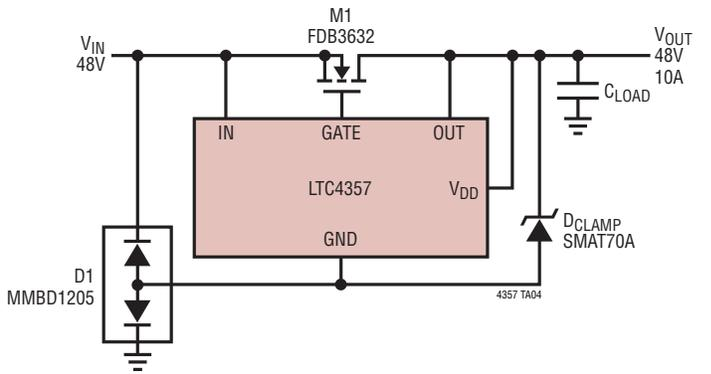 M1
FDB3632
VIN
48V
VOUT
48V
10A
CLOAD
IN
GATE
OUT
LTC4357
VDD
GND
DCLAMP
SMAT70A
D1
MMBD1205
4357 TA04